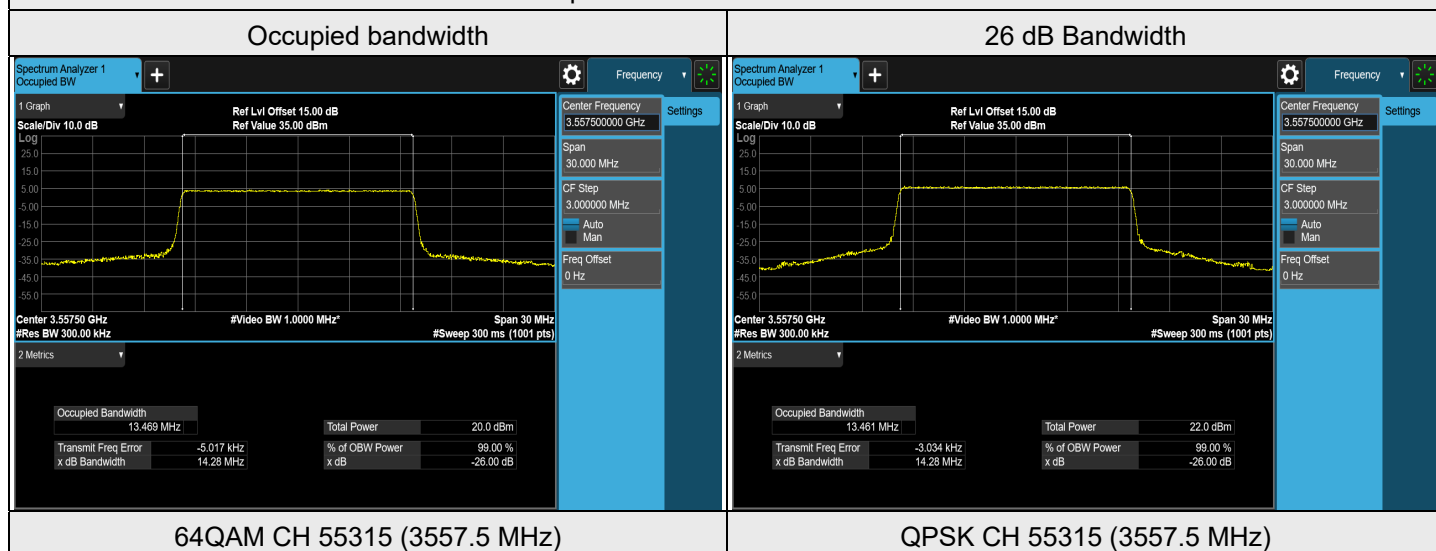 Occupied bandwidth
26 dB Bandwidth
Spectrum Analyzer 1
Occupied BW
+
Frequency
1 Graph
Scale/Div 10.0 dB
Ref Lvl Offset 15.00 dB
Ref Value 35.00 dBm
Log
25.0
15.0
5.00
-5.00
-15.0
-25.0
-35.0
-45.0
-55.0
Center 3.55750 GHz
#Res BW 300.00 kHz
#Video BW 1.0000 MHz*
Span 30 MHz
#Sweep 300 ms (1001 pts)
Center Frequency
3.557500000 GHz
Settings
Span
30.000 MHz
CF Step
3.000000 MHz
Auto
Man
Freq Offset
0 Hz
2 Metrics
Occupied Bandwidth
13.469 MHz
Total Power 20.0 dBm
Transmit Freq Error -5.017 kHz
% of OBW Power 99.00 %
x dB Bandwidth 14.28 MHz
x dB -26.00 dB
Spectrum Analyzer 1
Occupied BW
+
Frequency
1 Graph
Scale/Div 10.0 dB
Ref Lvl Offset 15.00 dB
Ref Value 35.00 dBm
Log
25.0
15.0
5.00
-5.00
-15.0
-25.0
-35.0
-45.0
-55.0
Center 3.55750 GHz
#Res BW 300.00 kHz
#Video BW 1.0000 MHz*
Span 30 MHz
#Sweep 300 ms (1001 pts)
Center Frequency
3.557500000 GHz
Settings
Span
30.000 MHz
CF Step
3.000000 MHz
Auto
Man
Freq Offset
0 Hz
2 Metrics
Occupied Bandwidth
13.461 MHz
Total Power 22.0 dBm
Transmit Freq Error -3.034 kHz
% of OBW Power 99.00 %
x dB Bandwidth 14.28 MHz
x dB -26.00 dB
64QAM CH 55315 (3557.5 MHz)
QPSK CH 55315 (3557.5 MHz)